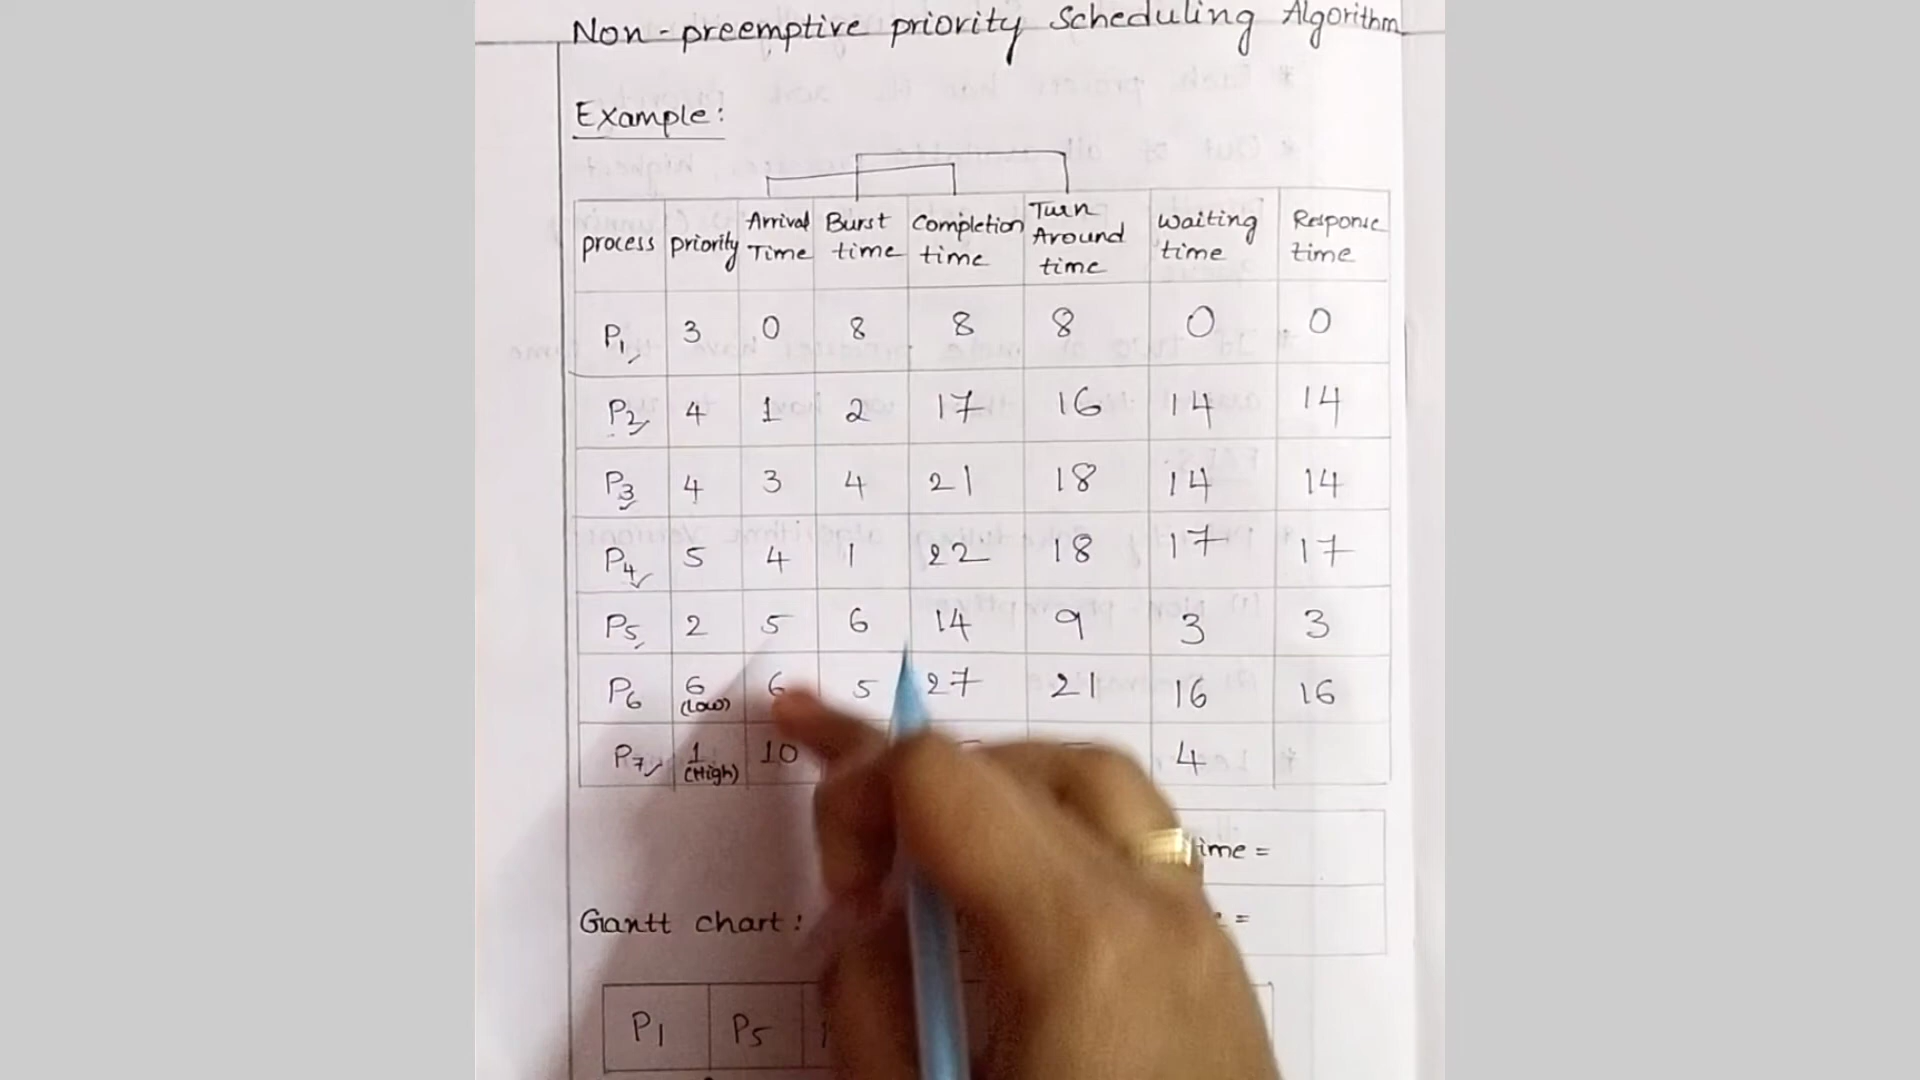 Non-preemptive priority Scheduling Algorithm
Example:
process priority Arrival Time Burst time Completion time Turn Around time Waiting time Response time
P1 3 0 8 8 8 0 0
P2 4 1 2 17 16 14 14
P3 4 3 4 21 18 14 14
P4 5 4 1 22 18 17 17
P5 2 5 6 14 9 3 3
P6 6 (Low) 6 5 27 21 16 16
P7 1 (High) 10 4
ime =
Gantt chart: =
P1 P5